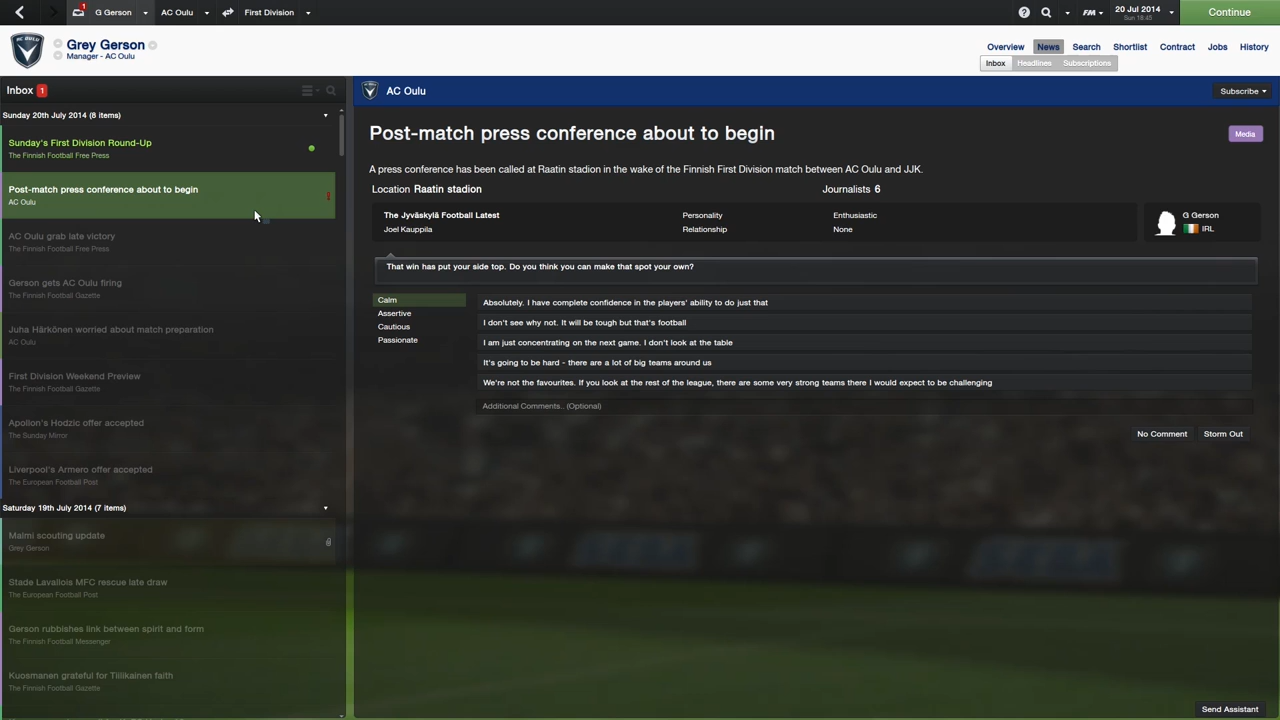 1
G Gerson
AC Oulu
First Division
FM
20 Jul 2014
Sun 18:45
Continue
AC OULU
Grey Gerson
Manager - AC Oulu
Overview
News
Search
Shortlist
Contract
Jobs
History
Inbox
Headlines
Subscriptions
Inbox 1
Sunday 20th July 2014 (8 items)
Sunday's First Division Round-Up
The Finnish Football Free Press
Post-match press conference about to begin
AC Oulu
AC Oulu grab late victory
The Finnish Football Free Press
Gerson gets AC Oulu firing
The Finnish Football Gazette
Juha Härkönen worried about match preparation
AC Oulu
First Division Weekend Preview
The Finnish Football Gazette
Apollon's Hodzic offer accepted
The Sunday Mirror
Liverpool's Armero offer accepted
The European Football Post
Saturday 19th July 2014 (7 items)
Malmi scouting update
Grey Gerson
Stade Lavallois MFC rescue late draw
The European Football Post
Gerson rubbishes link between spirit and form
The Finnish Football Messenger
Kuosmanen grateful for Tiilikainen faith
The Finnish Football Gazette
AC Oulu
Subscribe
Post-match press conference about to begin
Media
A press conference has been called at Raatin stadion in the wake of the Finnish First Division match between AC Oulu and JJK.
Location Raatin stadion
Journalists 6
The Jyväskylä Football Latest
Personality
Enthusiastic
Joel Kauppila
Relationship
None
G Gerson
IRL
That win has put your side top. Do you think you can make that spot your own?
Calm
Assertive
Cautious
Passionate
Absolutely. I have complete confidence in the players' ability to do just that
I don't see why not. It will be tough but that's football
I am just concentrating on the next game. I don't look at the table
It's going to be hard - there are a lot of big teams around us
We're not the favourites. If you look at the rest of the league, there are some very strong teams there I would expect to be challenging
Additional Comments.. (Optional)
No Comment
Storm Out
Send Assistant